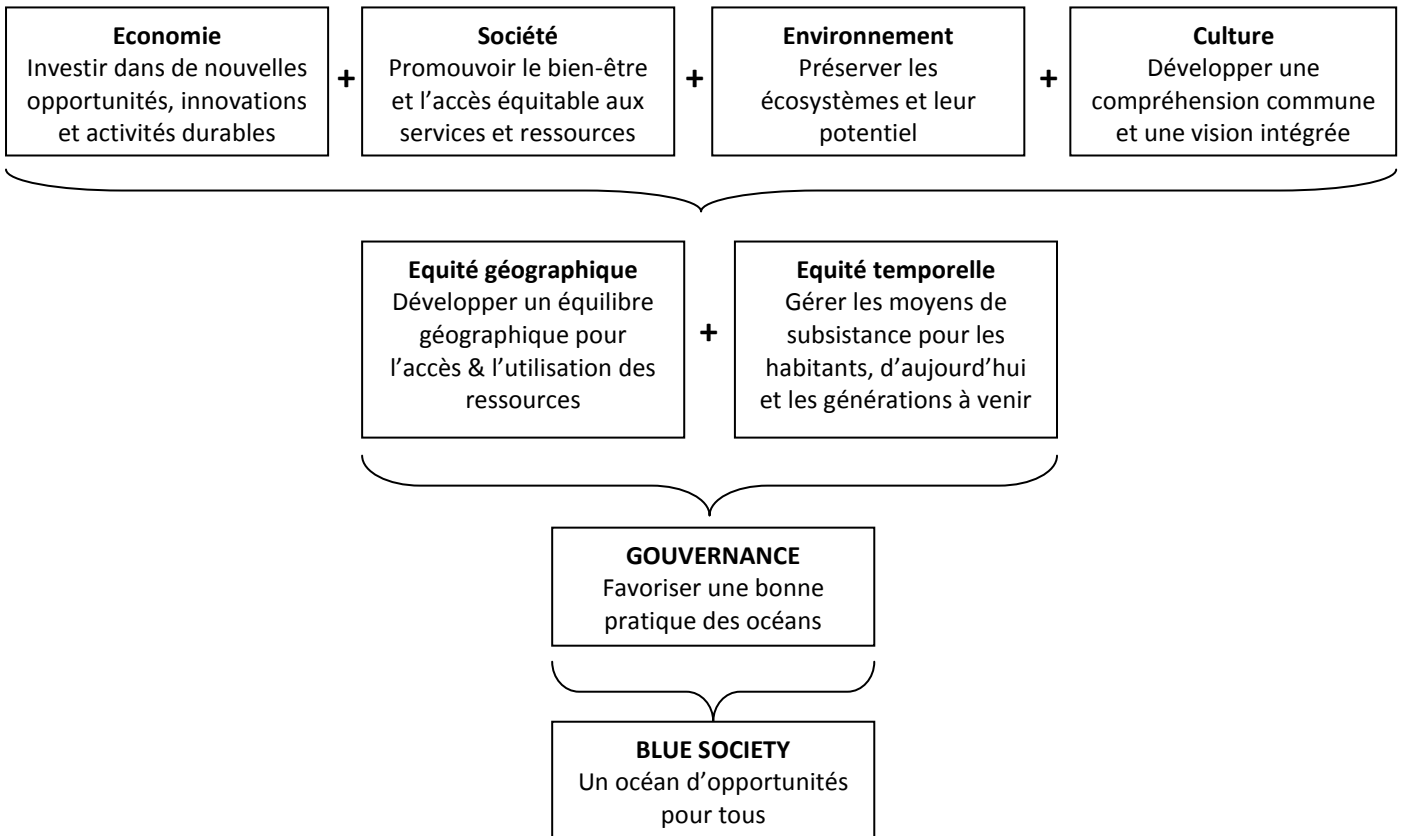 Economie
Investir dans de nouvelles
opportunités, innovations
et activités durables
+
Société
Promouvoir le bien-être
et l’accès équitable aux
services et ressources
+
Environnement
Préserver les
écosystèmes et leur
potentiel
+
Culture
Développer une
compréhension commune
et une vision intégrée
Equité géographique
Développer un équilibre
géographique pour
l’accès & l’utilisation des
ressources
+
Equité temporelle
Gérer les moyens de
subsistance pour les
habitants, d’aujourd’hui
et les générations à venir
GOUVERNANCE
Favoriser une bonne
pratique des océans
BLUE SOCIETY
Un océan d’opportunités
pour tous